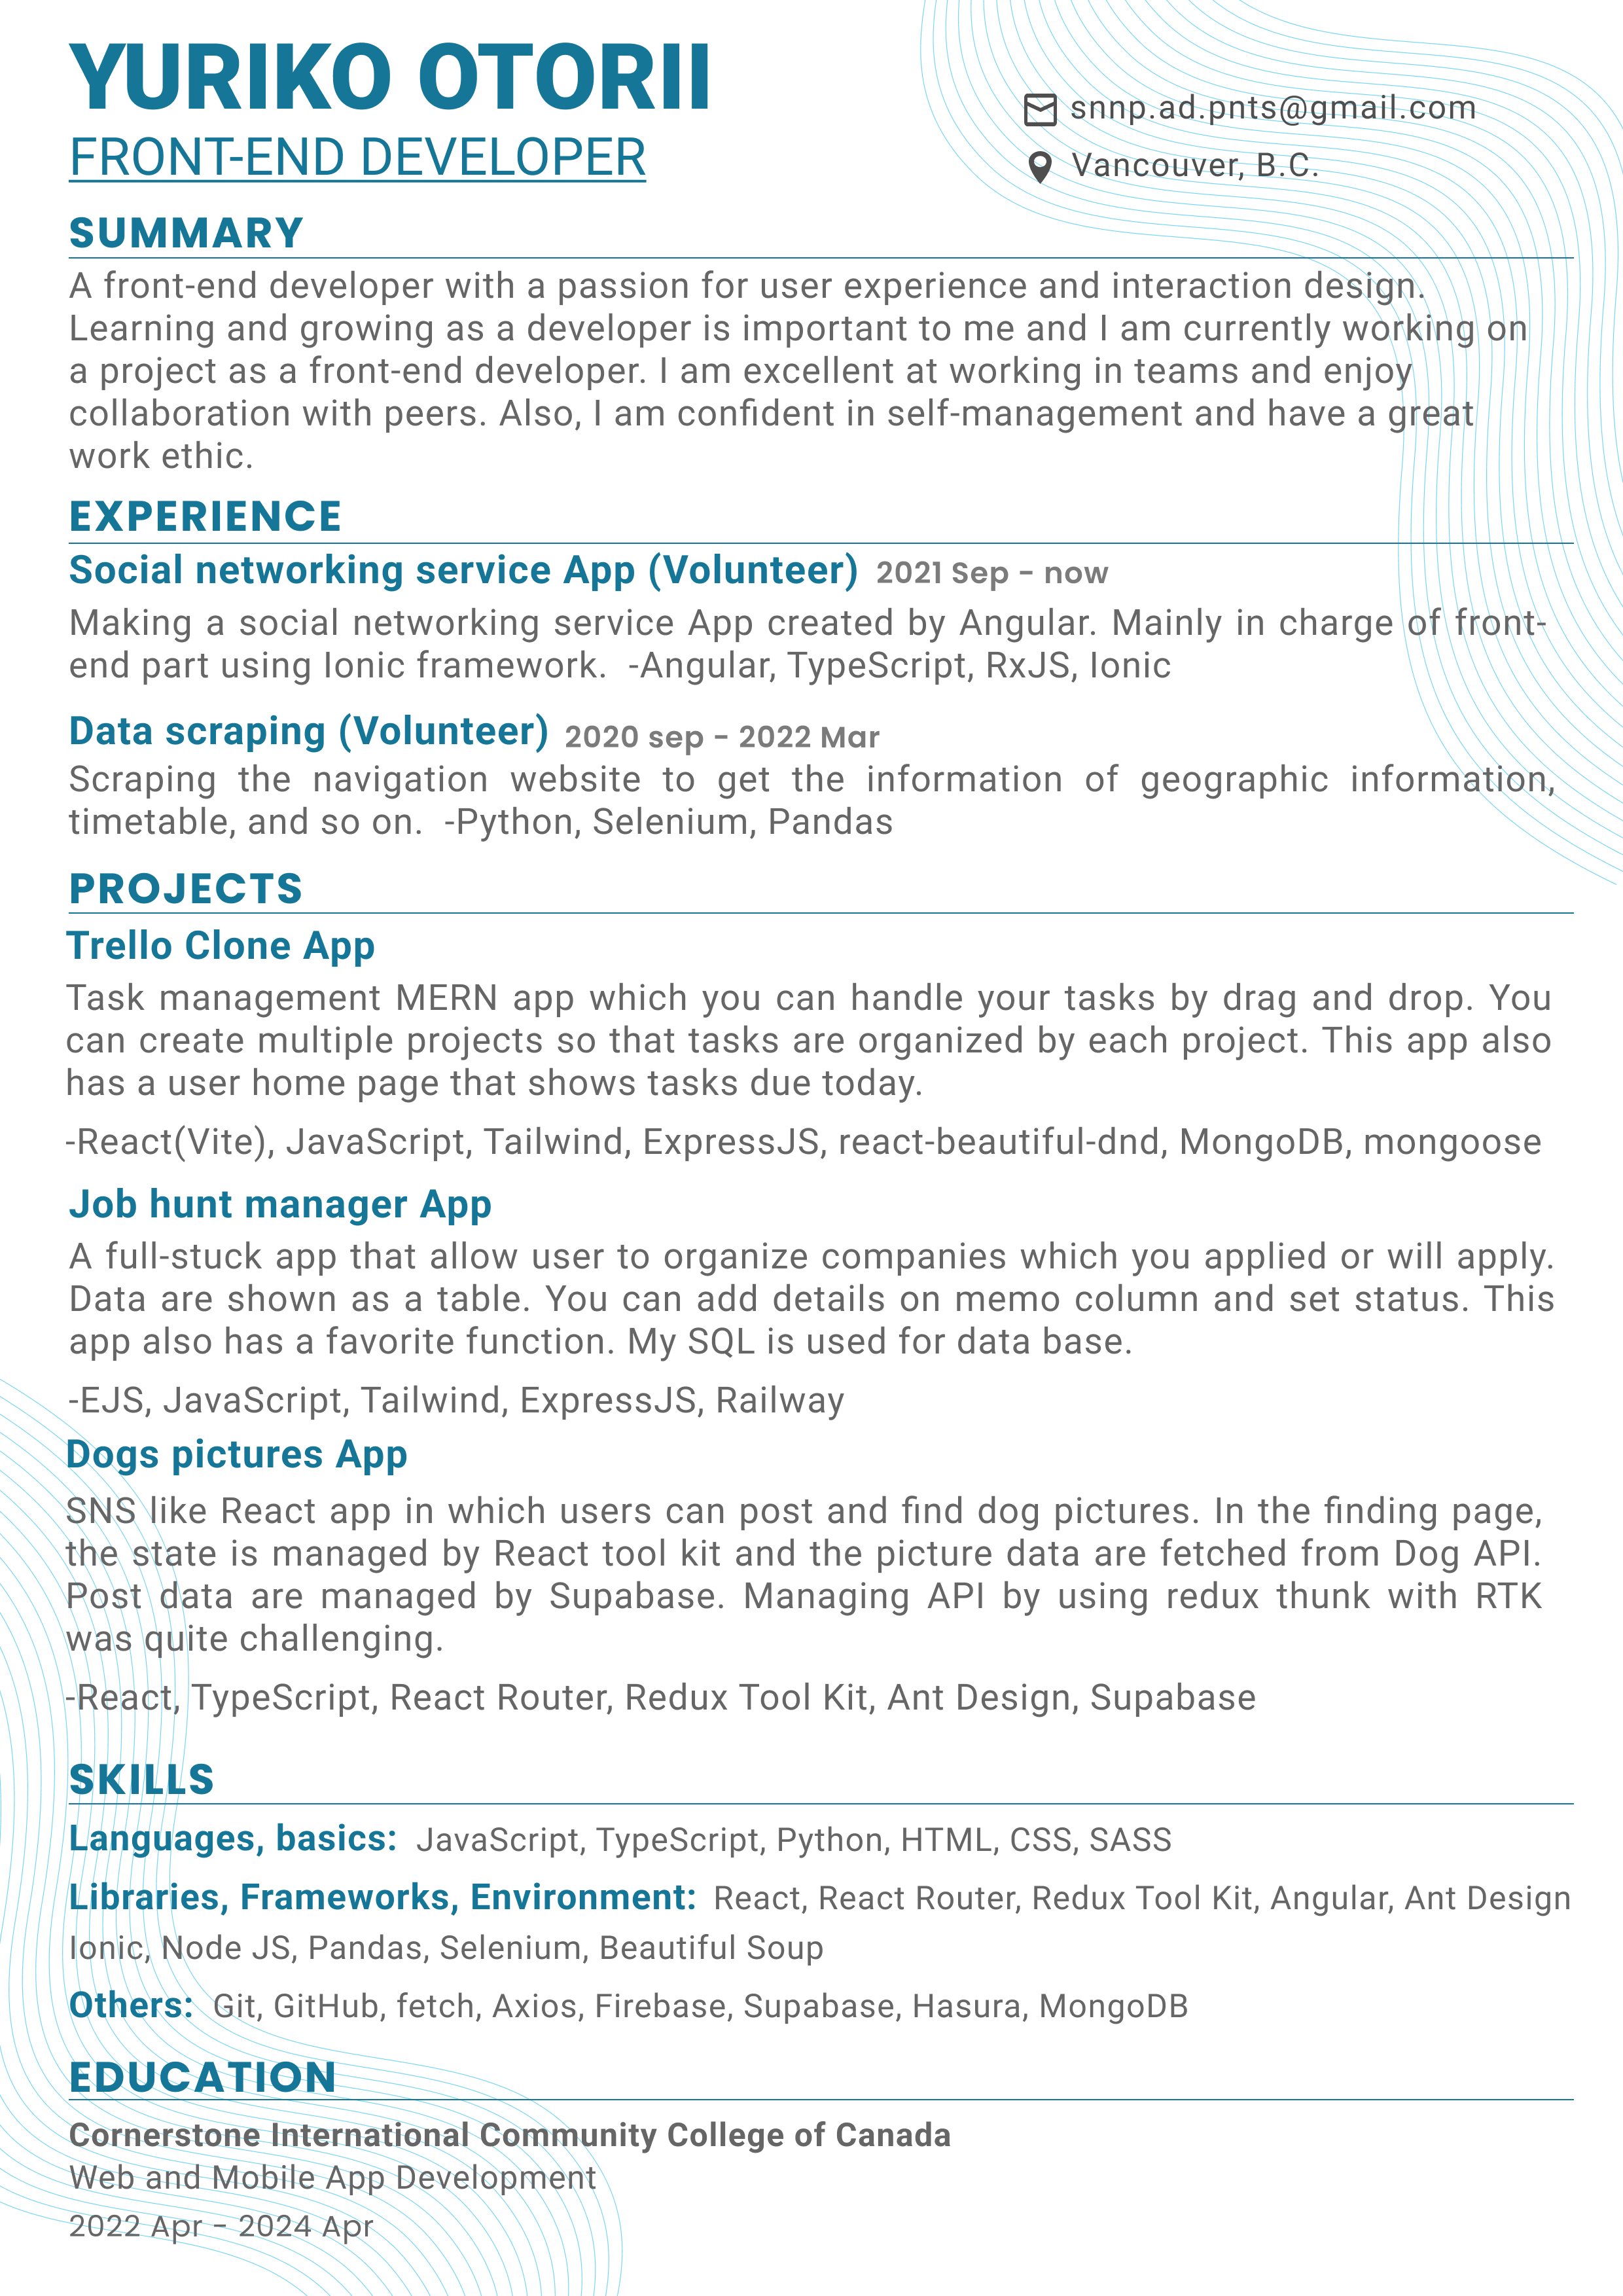 YURIKO OTORII
FRONT-END DEVELOPER
snnp.ad.pnts@gmail.com
Vancouver, B.C.
SUMMARY
A front-end developer with a passion for user experience and interaction design.
Learning and growing as a developer is important to me and I am currently working on
a project as a front-end developer. I am excellent at working in teams and enjoy
collaboration with peers. Also, I am confident in self-management and have a great
work ethic.
EXPERIENCE
Social networking service App (Volunteer) 2021 Sep - now
Making a social networking service App created by Angular. Mainly in charge of front-
end part using Ionic framework. -Angular, TypeScript, RxJS, Ionic
Data scraping (Volunteer) 2020 sep - 2022 Mar
Scraping the navigation website to get the information of geographic information,
timetable, and so on. -Python, Selenium, Pandas
PROJECTS
Trello Clone App
Task management MERN app which you can handle your tasks by drag and drop. You
can create multiple projects so that tasks are organized by each project. This app also
has a user home page that shows tasks due today.
-React(Vite), JavaScript, Tailwind, ExpressJS, react-beautiful-dnd, MongoDB, mongoose
Job hunt manager App
A full-stuck app that allow user to organize companies which you applied or will apply.
Data are shown as a table. You can add details on memo column and set status. This
app also has a favorite function. My SQL is used for data base.
-EJS, JavaScript, Tailwind, ExpressJS, Railway
Dogs pictures App
SNS like React app in which users can post and find dog pictures. In the finding page,
the state is managed by React tool kit and the picture data are fetched from Dog API.
Post data are managed by Supabase. Managing API by using redux thunk with RTK
was quite challenging.
-React, TypeScript, React Router, Redux Tool Kit, Ant Design, Supabase
SKILLS
Languages, basics: JavaScript, TypeScript, Python, HTML, CSS, SASS
Libraries, Frameworks, Environment: React, React Router, Redux Tool Kit, Angular, Ant Design
Ionic, Node JS, Pandas, Selenium, Beautiful Soup
Others: Git, GitHub, fetch, Axios, Firebase, Supabase, Hasura, MongoDB
EDUCATION
Cornerstone International Community College of Canada
Web and Mobile App Development
2022 Apr - 2024 Apr